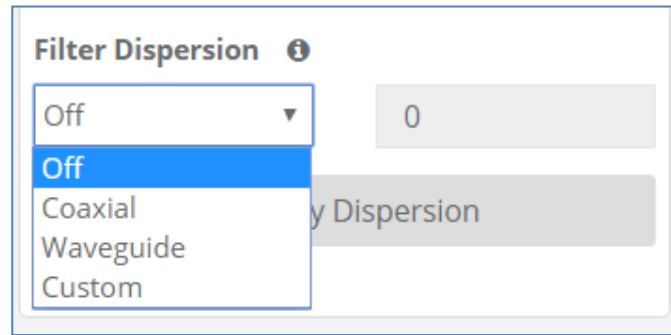 Filter Dispersion
Off 0
Off
Coaxial
y Dispersion
Waveguide
Custom